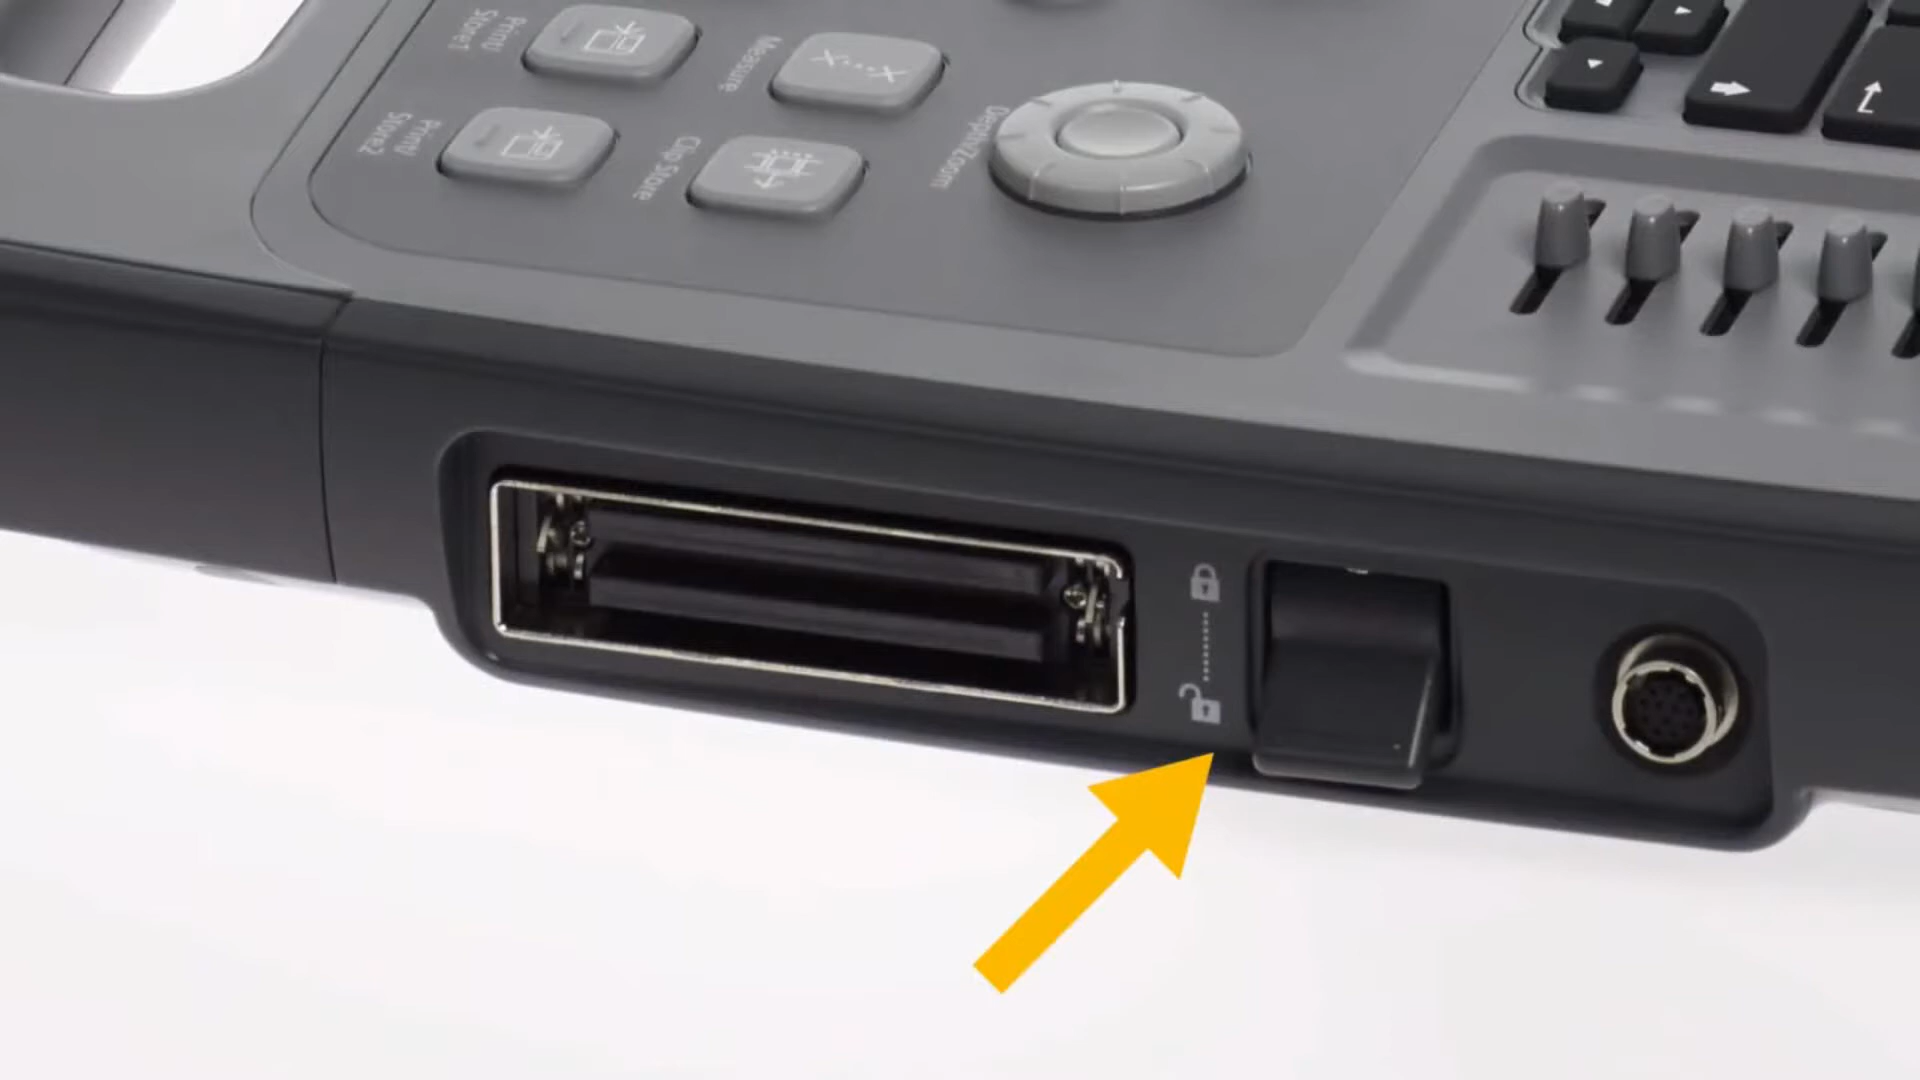 Print/
Store1
Measure
Print/
Store2
Clip Store
Depth/Zoom